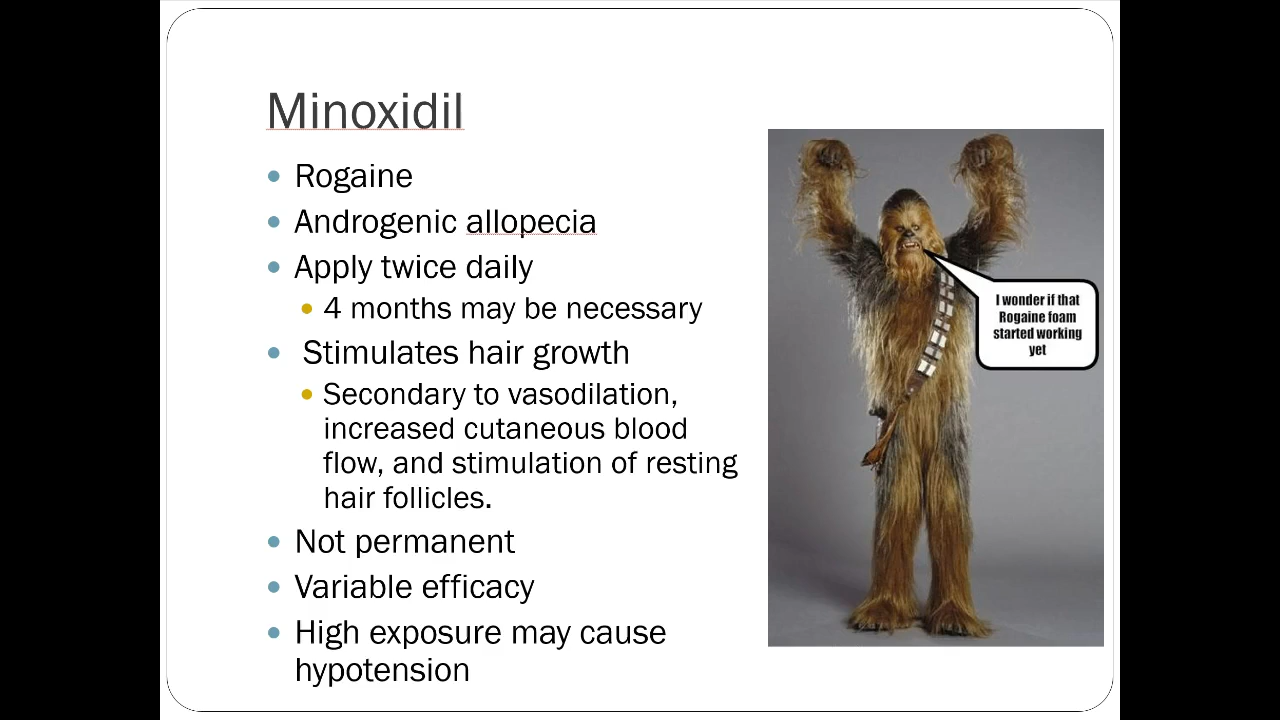 Minoxidil
Rogaine
Androgenic allopecia
Apply twice daily
4 months may be necessary
Stimulates hair growth
Secondary to vasodilation,
increased cutaneous blood
flow, and stimulation of resting
hair follicles.
Not permanent
Variable efficacy
High exposure may cause
hypotension
I wonder if that
Rogaine foam
started working
yet